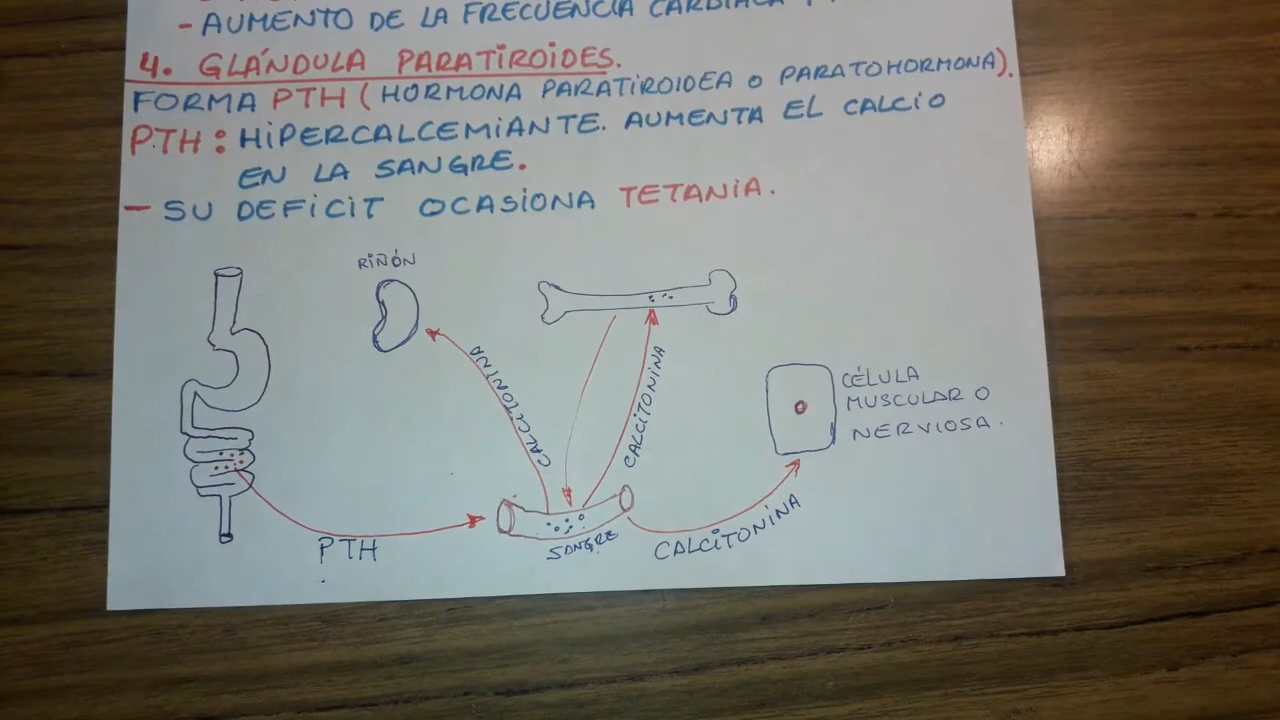 - AUMENTO DE LA FRECUENCIA CARDIACA
4. GLÁNDULA PARATIROIDES.
FORMA PTH (HORMONA PARATIROIDEA O PARATOHORMONA).
PTH: HIPERCALCEMIANTE. AUMENTA EL CALCIO
EN LA SANGRE.
- SU DEFICIT OCASIONA TETANIA.
RIÑÓN
CALCITONINA
CALCITONINA
CÉLULA
MUSCULAR O
NERVIOSA.
PTH
SANGRE
CALCITONINA